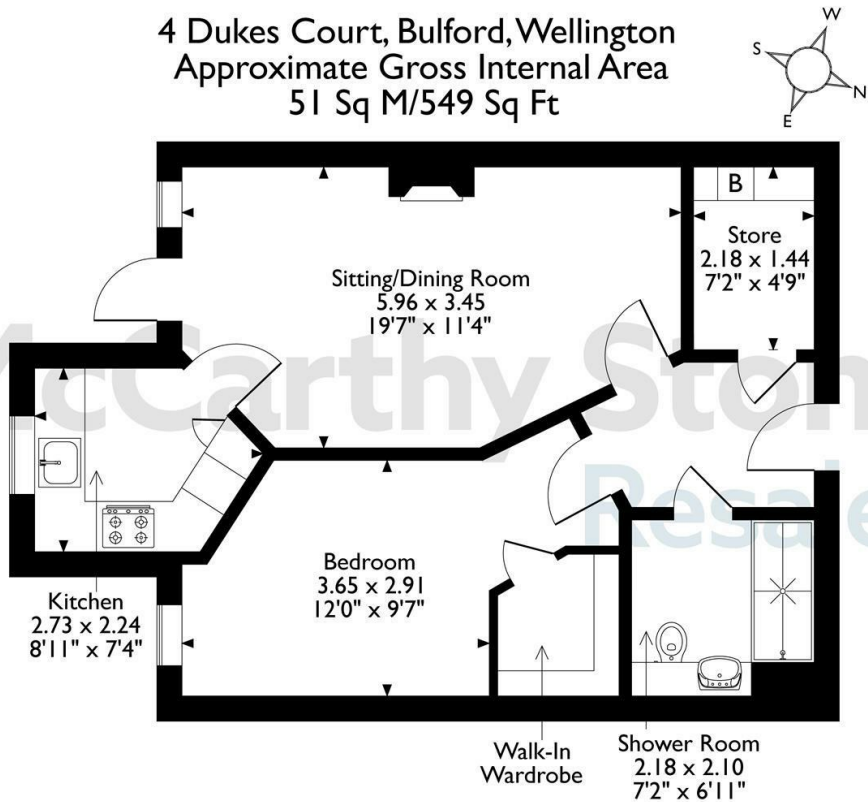 4 Dukes Court, Bulford, Wellington
Approximate Gross Internal Area
51 Sq M/549 Sq Ft
W
S
N
E
B
Store
2.18 x 1.44
7'2" x 4'9"
Sitting/Dining Room
5.96 x 3.45
19'7" x 11'4"
McCarthy Stone
Resale
Bedroom
3.65 x 2.91
12'0" x 9'7"
Kitchen
2.73 x 2.24
8'11" x 7'4"
Walk-In
Wardrobe
Shower Room
2.18 x 2.10
7'2" x 6'11"